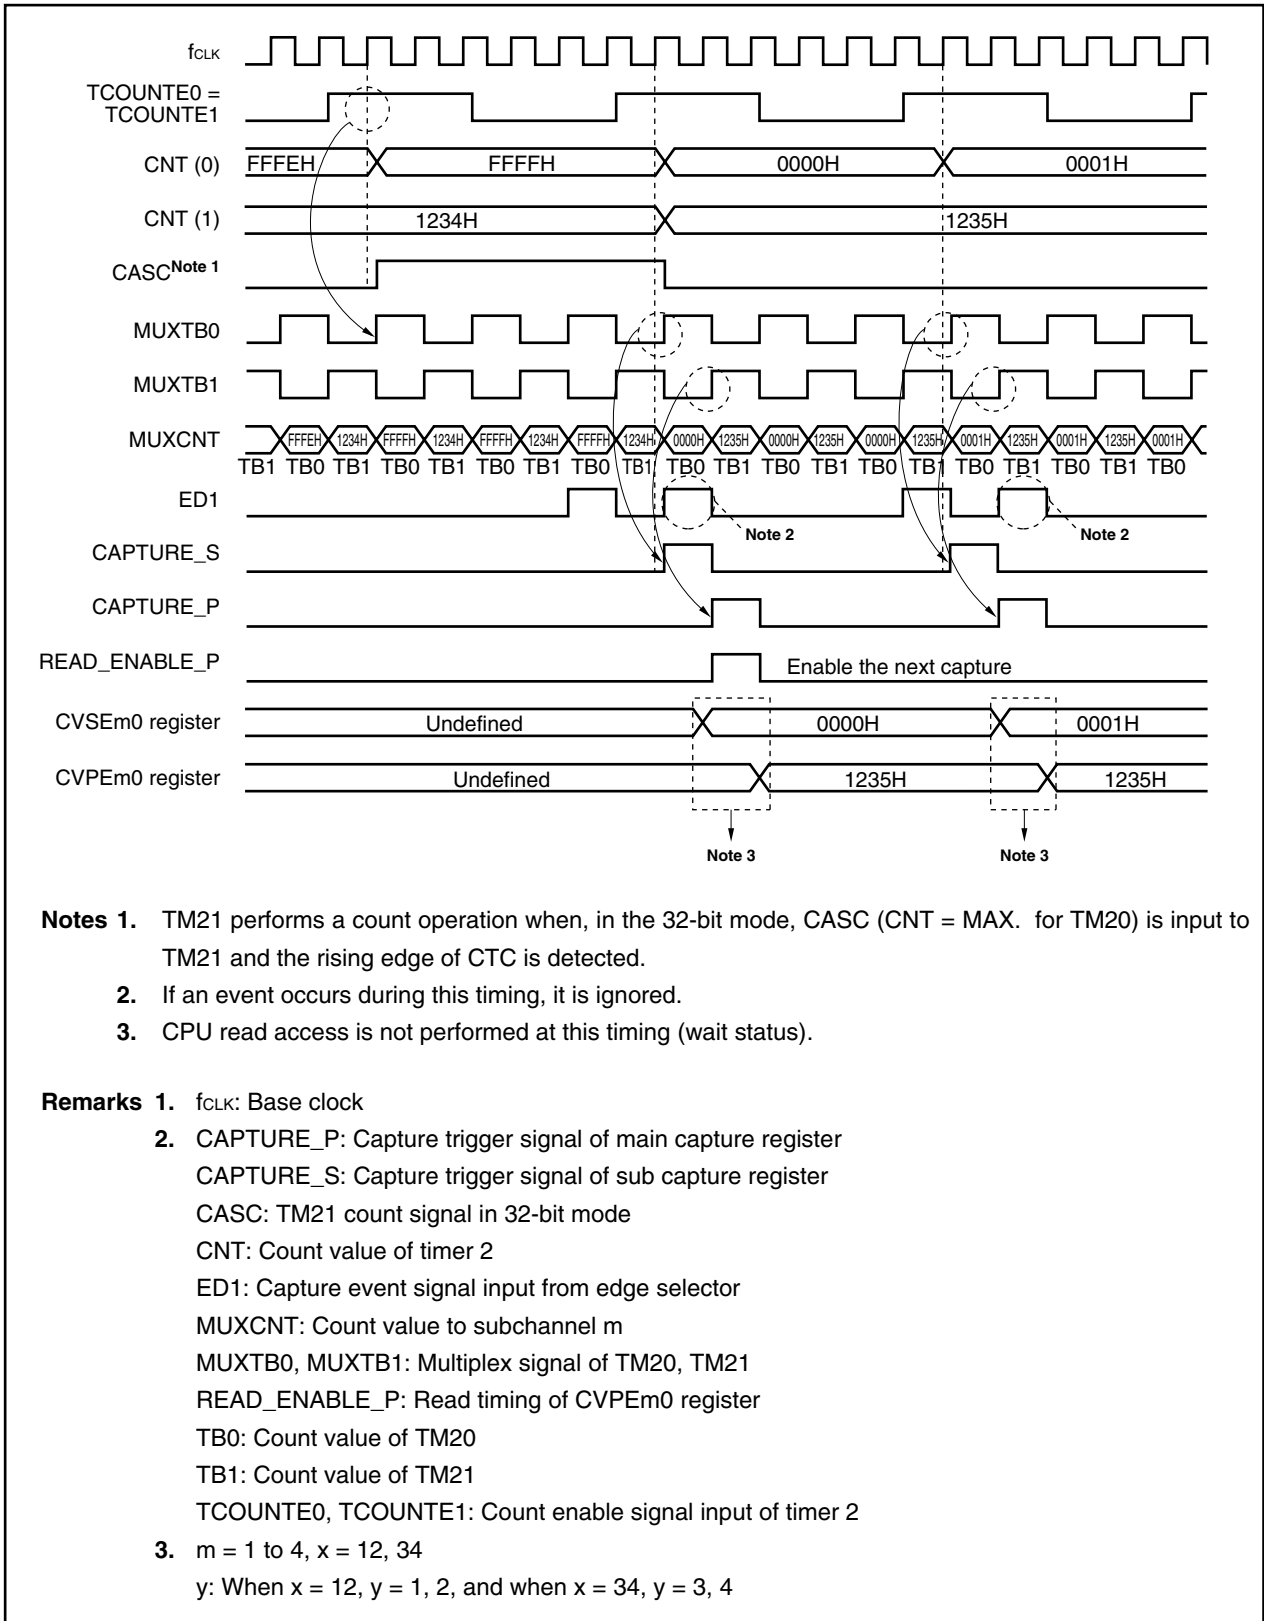 fCLK
TCOUNTE0 =
TCOUNTE1
CNT (0) FFFEH FFFFH 0000H 0001H
CNT (1) 1234H 1235H
CASC Note 1
MUXTB0
MUXTB1
MUXCNT FFFEH 1234H FFFFH 1234H FFFFH 1234H FFFFH 1234H 0000H 1235H 0000H 1235H 0000H 1235H 0001H 1235H 0001H 1235H 0001H
TB1 TB0 TB1 TB0 TB1 TB0 TB1 TB0 TB1 TB0 TB1 TB0 TB1 TB0 TB1 TB0 TB1 TB0 TB1 TB0
ED1
Note 2 Note 2
CAPTURE_S
CAPTURE_P
READ_ENABLE_P Enable the next capture
CVSEm0 register Undefined 0000H 0001H
CVPEm0 register Undefined 1235H 1235H
Note 3 Note 3
Notes 1. TM21 performs a count operation when, in the 32-bit mode, CASC (CNT = MAX. for TM20) is input to
TM21 and the rising edge of CTC is detected.
2. If an event occurs during this timing, it is ignored.
3. CPU read access is not performed at this timing (wait status).
Remarks 1. fCLK: Base clock
2. CAPTURE_P: Capture trigger signal of main capture register
CAPTURE_S: Capture trigger signal of sub capture register
CASC: TM21 count signal in 32-bit mode
CNT: Count value of timer 2
ED1: Capture event signal input from edge selector
MUXCNT: Count value to subchannel m
MUXTB0, MUXTB1: Multiplex signal of TM20, TM21
READ_ENABLE_P: Read timing of CVPEm0 register
TB0: Count value of TM20
TB1: Count value of TM21
TCOUNTE0, TCOUNTE1: Count enable signal input of timer 2
3. m = 1 to 4, x = 12, 34
y: When x = 12, y = 1, 2, and when x = 34, y = 3, 4